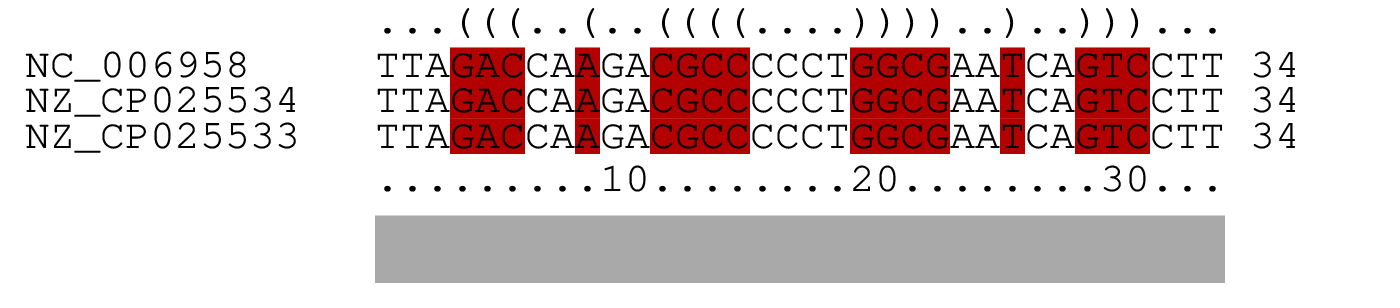 ...(((..(..((((....))))..)..)))...
NC_006958 TTAGACCAAGACGCCCCCTGGCGAATCAGTCCTT 34
NZ_CP025534 TTAGACCAAGACGCCCCCTGGCGAATCAGTCCTT 34
NZ_CP025533 TTAGACCAAGACGCCCCCTGGCGAATCAGTCCTT 34
.........10........20........30...